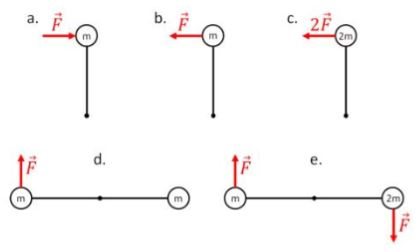 a. F⃗ m
b. F⃗ m
c. 2F⃗ 2m
d. F⃗ m m
e. F⃗ m 2m F⃗